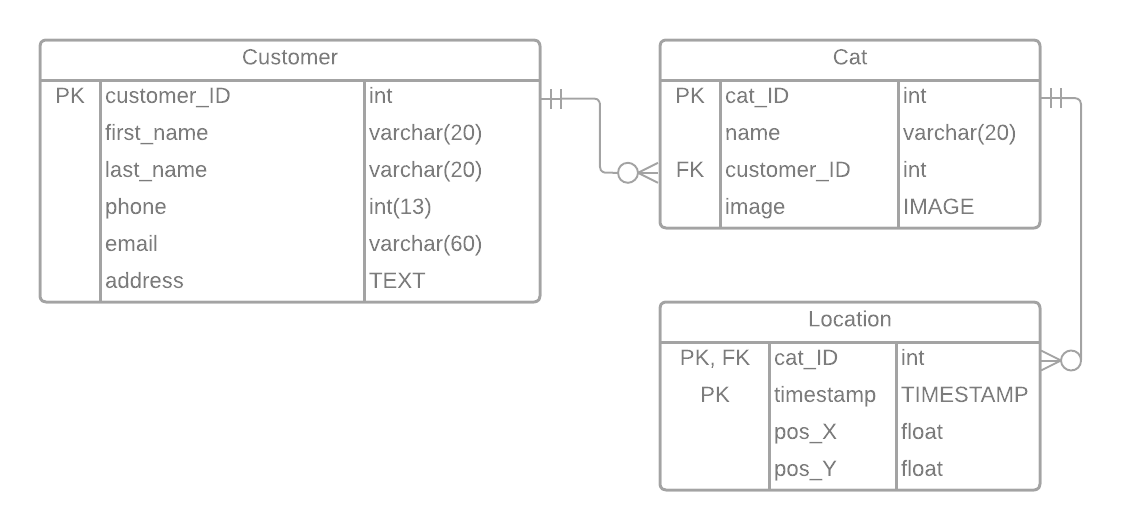 Customer
PK customer_ID int
first_name varchar(20)
last_name varchar(20)
phone int(13)
email varchar(60)
address TEXT
Cat
PK cat_ID int
name varchar(20)
FK customer_ID int
image IMAGE
Location
PK, FK cat_ID int
PK timestamp TIMESTAMP
pos_X float
pos_Y float